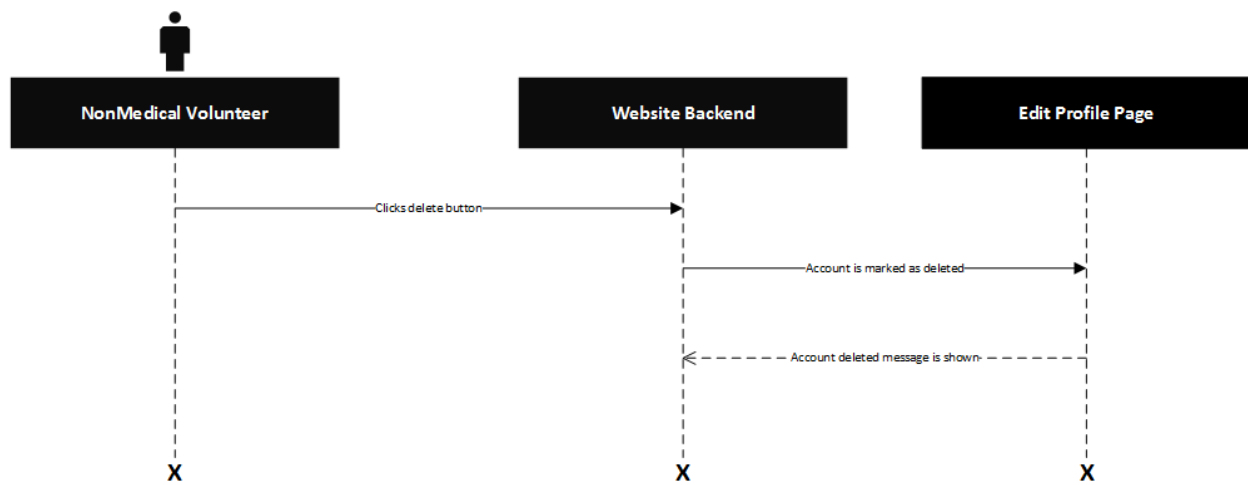 NonMedical Volunteer
Website Backend
Edit Profile Page
Clicks delete button
Account is marked as deleted
Account deleted message is shown
X
X
X